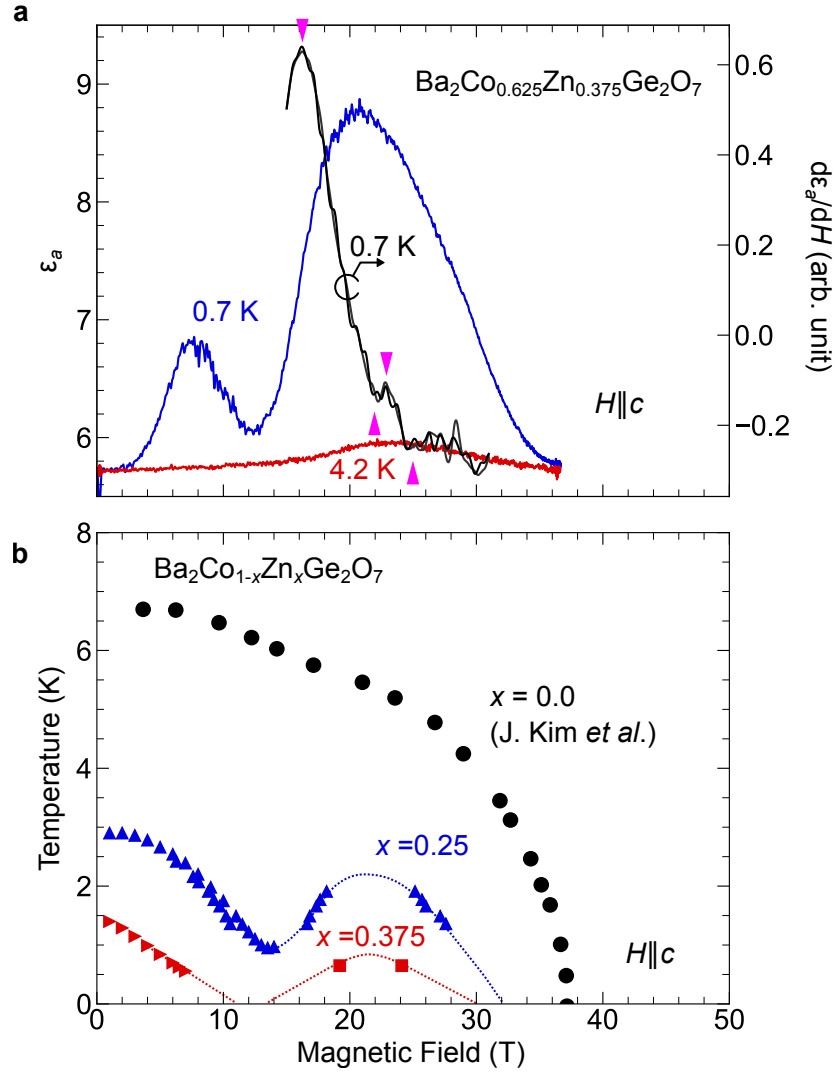 a
Ba₂Co₀.₆₂₅Zn₀.₃₇₅Ge₂O₇
9
8
7
6
εₐ
0.6
0.4
0.2
0.0
−0.2
dεₐ/dH (arb. unit)
0.7 K
0.7 K
4.2 K
H||c
b
Ba₂Co₁₋ₓZnₓGe₂O₇
8
6
4
2
0
Temperature (K)
x = 0.0
(J. Kim et al.)
x =0.25
x =0.375
H||c
0 10 20 30 40 50
Magnetic Field (T)